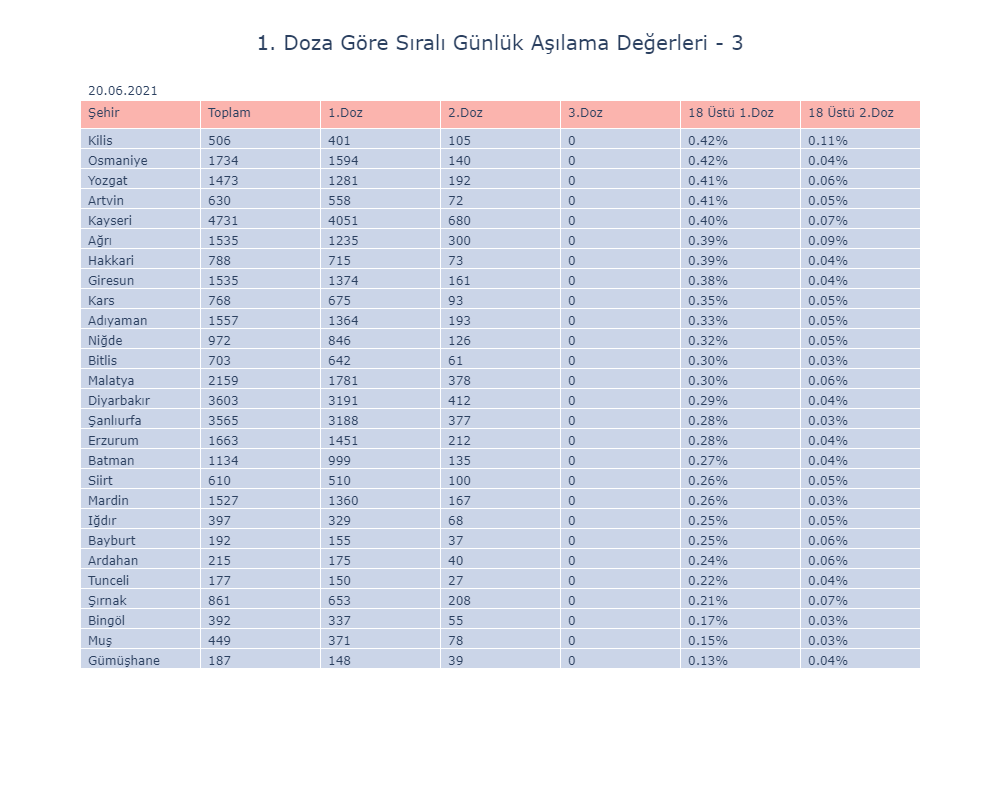 1. Doza Göre Sıralı Günlük Aşılama Değerleri - 3
20.06.2021
Şehir Toplam 1.Doz 2.Doz 3.Doz 18 Üstü 1.Doz 18 Üstü 2.Doz
Kilis 506 401 105 0 0.42% 0.11%
Osmaniye 1734 1594 140 0 0.42% 0.04%
Yozgat 1473 1281 192 0 0.41% 0.06%
Artvin 630 558 72 0 0.41% 0.05%
Kayseri 4731 4051 680 0 0.40% 0.07%
Ağrı 1535 1235 300 0 0.39% 0.09%
Hakkari 788 715 73 0 0.39% 0.04%
Giresun 1535 1374 161 0 0.38% 0.04%
Kars 768 675 93 0 0.35% 0.05%
Adıyaman 1557 1364 193 0 0.33% 0.05%
Niğde 972 846 126 0 0.32% 0.05%
Bitlis 703 642 61 0 0.30% 0.03%
Malatya 2159 1781 378 0 0.30% 0.06%
Diyarbakır 3603 3191 412 0 0.29% 0.04%
Şanlıurfa 3565 3188 377 0 0.28% 0.03%
Erzurum 1663 1451 212 0 0.28% 0.04%
Batman 1134 999 135 0 0.27% 0.04%
Siirt 610 510 100 0 0.26% 0.05%
Mardin 1527 1360 167 0 0.26% 0.03%
Iğdır 397 329 68 0 0.25% 0.05%
Bayburt 192 155 37 0 0.25% 0.06%
Ardahan 215 175 40 0 0.24% 0.06%
Tunceli 177 150 27 0 0.22% 0.04%
Şırnak 861 653 208 0 0.21% 0.07%
Bingöl 392 337 55 0 0.17% 0.03%
Muş 449 371 78 0 0.15% 0.03%
Gümüşhane 187 148 39 0 0.13% 0.04%